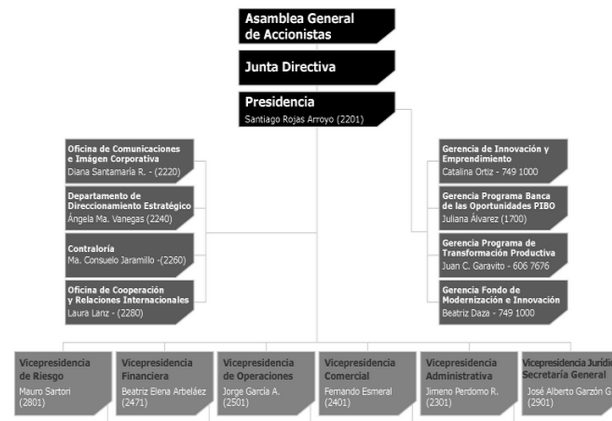 Asamblea General
de Accionistas
Junta Directiva
Presidencia
Santiago Rojas Arroyo (2201)
Oficina de Comunicaciones
e Imágen Corporativa
Diana Santamaría R. - (2220)
Departamento de
Direccionamiento Estratégico
Ángela Ma. Vanegas (2240)
Contraloría
Ma. Consuelo Jaramillo -(2260)
Oficina de Cooperación
y Relaciones Internacionales
Laura Lanz - (2280)
Gerencia de Innovación y
Emprendimiento
Catalina Ortiz - 749 1000
Gerencia Programa Banca
de las Oportunidades PIBO
Juliana Álvarez (1700)
Gerencia Programa de
Transformación Productiva
Juan C. Garavito - 606 7676
Gerencia Fondo de
Modernización e Innovación
Beatriz Daza - 749 1000
Vicepresidencia
de Riesgo
Mauro Sartori
(2801)
Vicepresidencia
Financiera
Beatriz Elena Arbeláez
(2471)
Vicepresidencia
de Operaciones
Jorge García A.
(2501)
Vicepresidencia
Comercial
Fernando Esmeral
(2401)
Vicepresidencia
Administrativa
Jimeno Perdomo R.
(2301)
Vicepresidencia Jurídic
Secretaría General
José Alberto Garzón G
(2901)